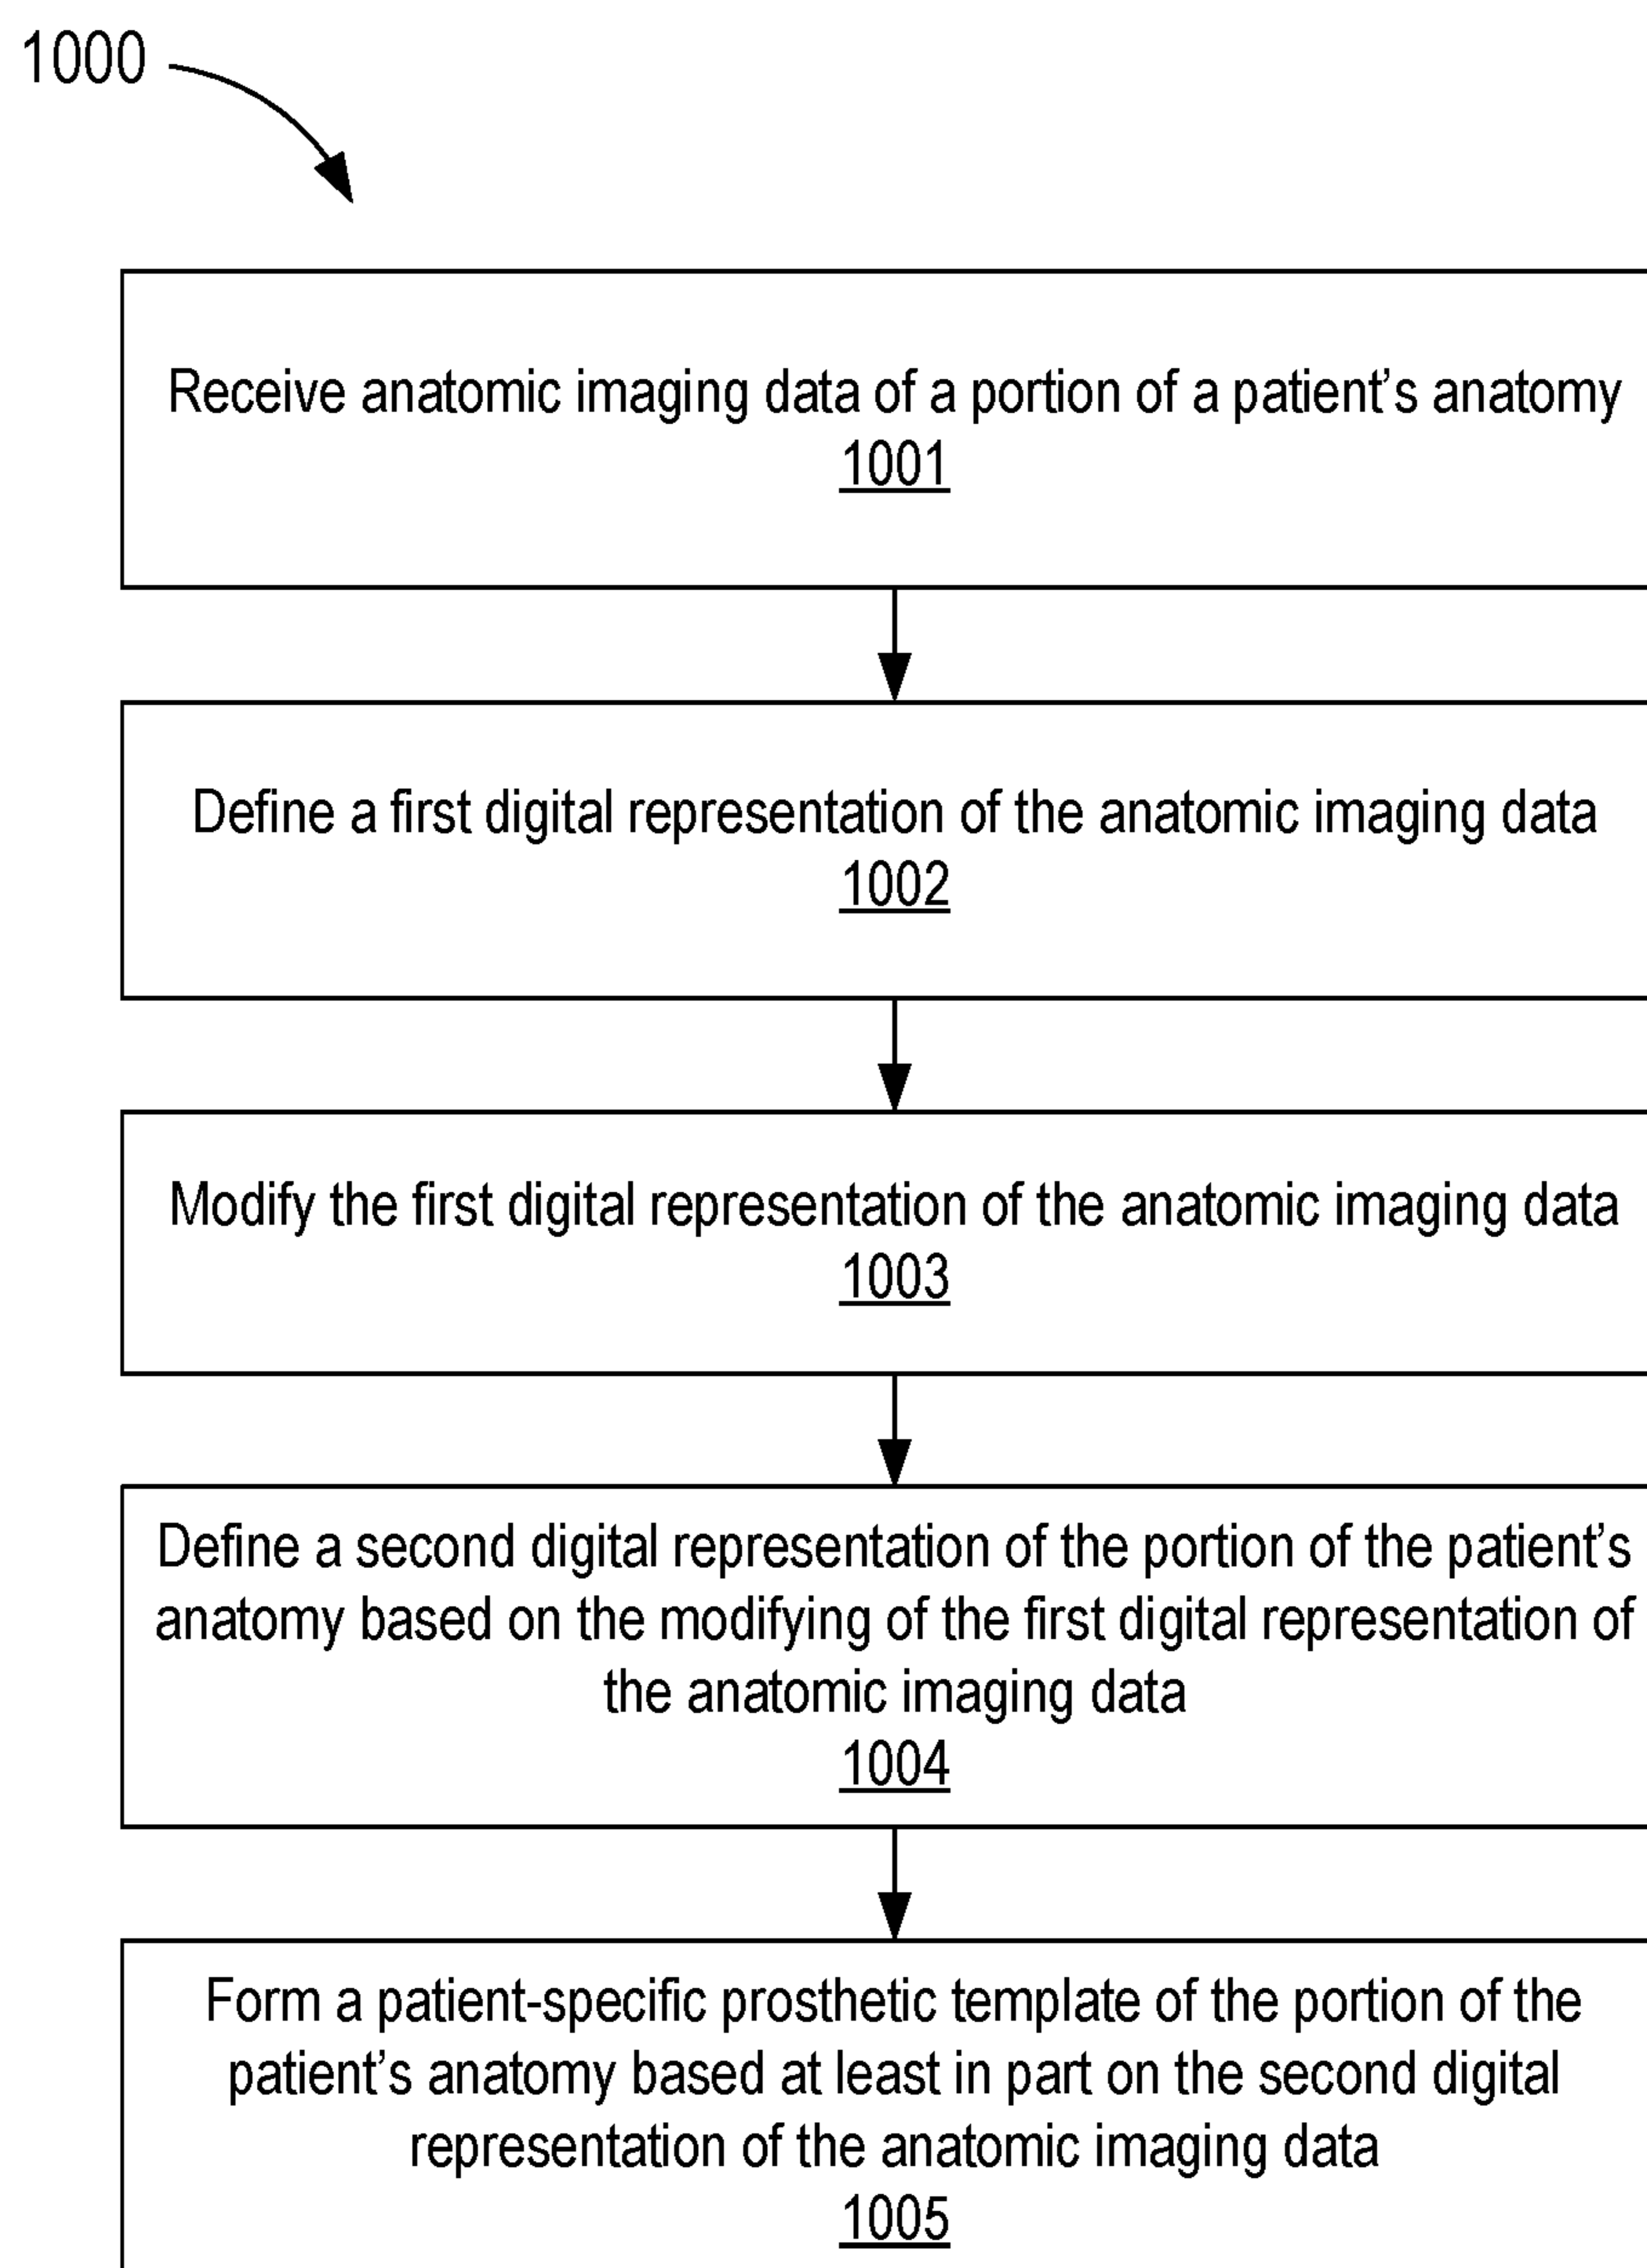 1000
Receive anatomic imaging data of a portion of a patient’s anatomy
1001
Define a first digital representation of the anatomic imaging data
1002
Modify the first digital representation of the anatomic imaging data
1003
Define a second digital representation of the portion of the patient’s
anatomy based on the modifying of the first digital representation of
the anatomic imaging data
1004
Form a patient-specific prosthetic template of the portion of the
patient’s anatomy based at least in part on the second digital
representation of the anatomic imaging data
1005